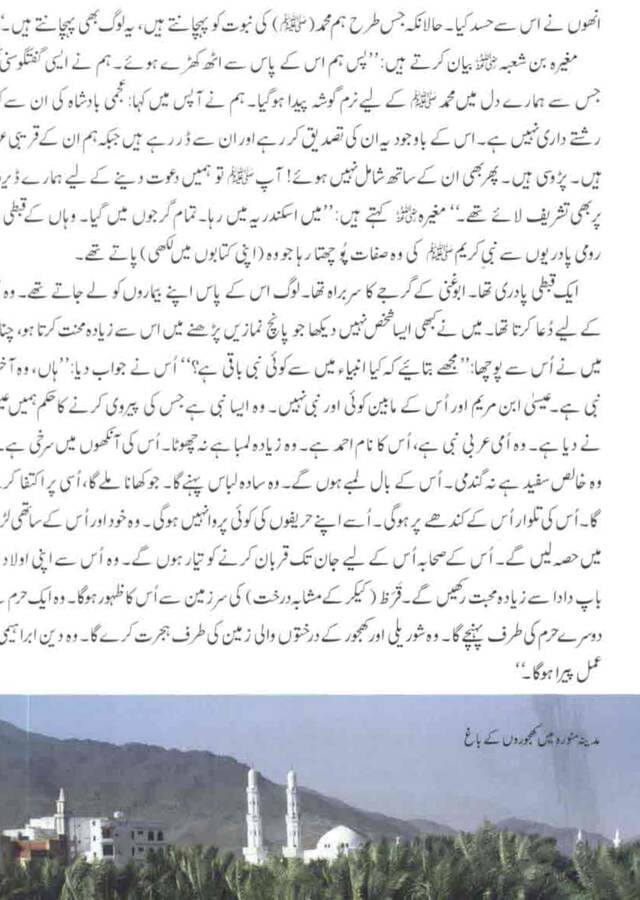 انھوں نے اس سے حسد کیا۔ حالانکہ جس طرح ہم محمد (ﷺ) کی نبوت کو پہچانتے ہیں، یہ لوگ بھی پہچانتے ہیں۔“
مغیرہ بن شعبہ بیان کرتے ہیں: ”پس ہم اس کے پاس سے اٹھ کھڑے ہوئے۔ ہم نے ایسی گفتگو سنی
جس سے ہمارے دل میں محمد ﷺ کے لیے نرم گوشہ پیدا ہوگیا۔ ہم نے آپس میں کہا: عجمی بادشاہ کی ان سے
رشتے داری نہیں ہے۔ اس کے باوجود یہ ان کی تصدیق کر رہے اور ان سے ڈر رہے ہیں جبکہ ہم ان کے قریبی
ہیں۔ پڑوسی ہیں۔ پھر بھی ان کے ساتھ شامل نہیں ہوئے! آپ ﷺ تو ہمیں دعوت دینے کے لیے ہمارے
پر بھی تشریف لائے تھے۔“ مغیرہ کہتے ہیں: ”میں اسکندریہ میں رہا۔ تمام گرجوں میں گیا۔ وہاں کے قبطی
رومی پادریوں سے نبی کریم ﷺ کی وہ صفات پُوچھتا رہا جو وہ (اپنی کتابوں میں لکھی) پاتے تھے۔
ایک قبطی پادری تھا۔ ابوغنی کے گرجے کا سربراہ تھا۔ لوگ اس کے پاس اپنے بیماروں کو لے جاتے تھے۔ وہ
کے لیے دُعا کرتا تھا۔ میں نے کبھی ایسا شخص نہیں دیکھا جو پانچ نمازیں پڑھنے میں اس سے زیادہ محنت کرتا ہو،
میں نے اُس سے پوچھا: ”مجھے بتائیے کہ کیا انبیاء میں سے کوئی نبی باقی ہے؟“ اُس نے جواب دیا: ”ہاں، وہ
نبی ہے۔ عیسیٰ ابن مریم اور اُس کے مابین کوئی اور نبی نہیں۔ وہ ایسا نبی ہے جس کی پیروی کرنے کا حکم ہمیں
نے دیا ہے۔ وہ اُمی عربی نبی ہے، اُس کا نام احمد ہے۔ وہ زیادہ لمبا ہے نہ چھوٹا۔ اُس کی آنکھوں میں سرخی ہے۔
وہ خالص سفید ہے نہ گندمی۔ اُس کے بال لمبے ہوں گے۔ وہ سادہ لباس پہنے گا۔ جو کھانا ملے گا، اُسی پر اکتفا کر
گا۔ اُس کی تلوار اُس کے کندھے پر ہوگی۔ اُسے اپنے حریفوں کی کوئی پروا نہیں ہوگی۔ وہ خود اور اُس کے ساتھی
میں حصہ لیں گے۔ اُس کے صحابہ اُس کے لیے جان تک قربان کرنے کو تیار ہوں گے۔ وہ اُس سے اپنی اولاد
باپ دادا سے زیادہ محبت رکھیں گے۔ قَرَظ (کیکر کے مشابہ درخت) کی سرزمین سے اُس کا ظہور ہوگا۔ وہ ایک حرم
دوسرے حرم کی طرف پہنچے گا۔ وہ شوریلی اور کھجور کے درختوں والی زمین کی طرف ہجرت کرے گا۔ وہ دین ابراہیمی
عمل پیرا ہوگا۔“
مدینہ منورہ میں کھجوروں کے باغ